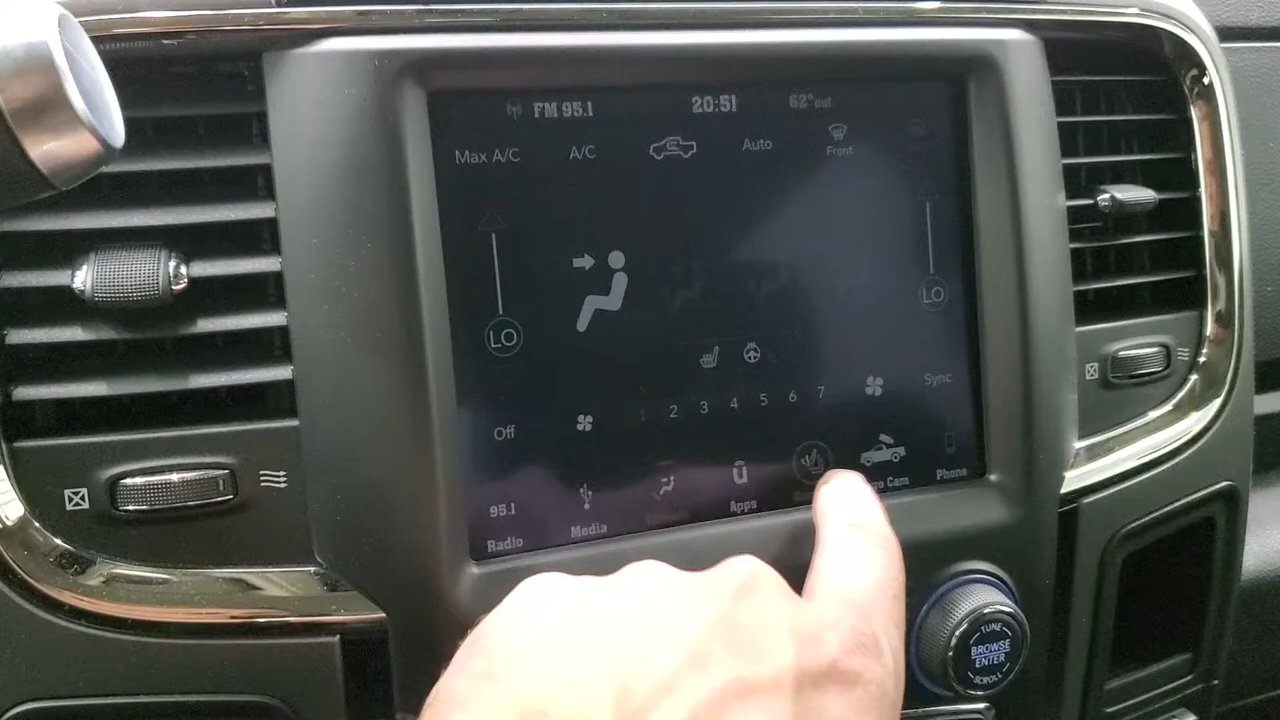 FM 95.1 20:51 62° out
Max A/C A/C Auto Front
LO LO
Off 1 2 3 4 5 6 7 Sync
95.1
Radio Media Apps Cam Phone
TUNE
BROWSE
ENTER
SCROLL